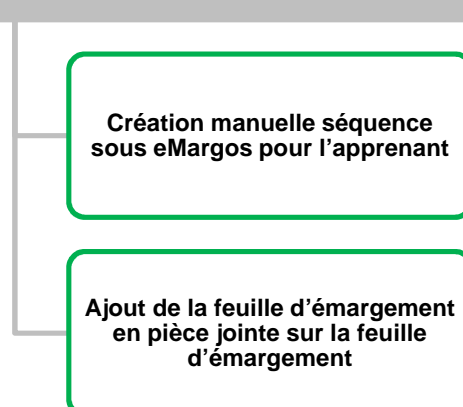 Création manuelle séquence
sous eMargos pour l’apprenant
Ajout de la feuille d’émargement
en pièce jointe sur la feuille
d’émargement